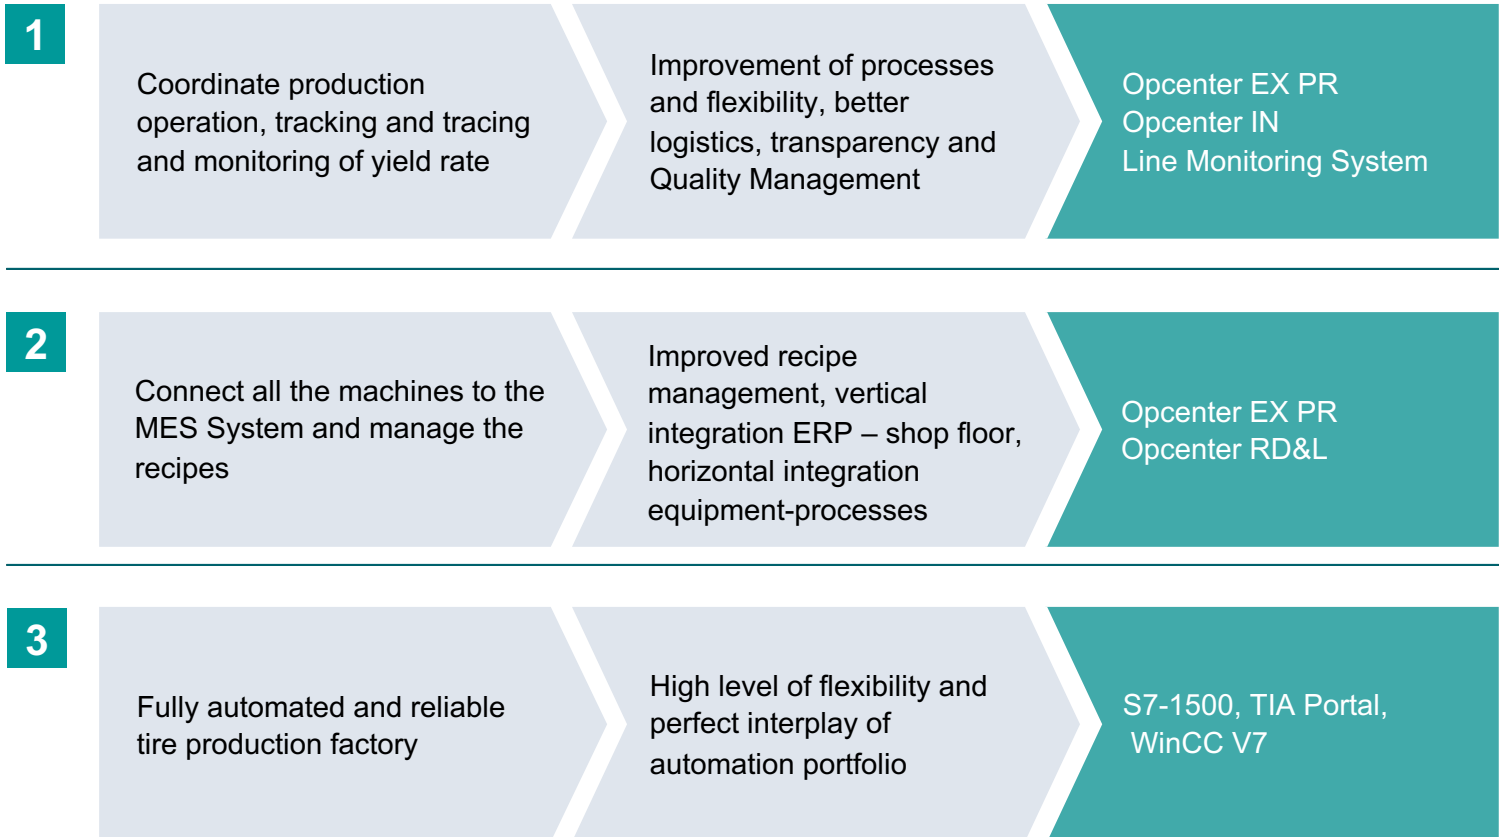 1
Coordinate production
operation, tracking and tracing
and monitoring of yield rate
Improvement of processes
and flexibility, better
logistics, transparency and
Quality Management
Opcenter EX PR
Opcenter IN
Line Monitoring System
2
Connect all the machines to the
MES System and manage the
recipes
Improved recipe
management, vertical
integration ERP – shop floor,
horizontal integration
equipment-processes
Opcenter EX PR
Opcenter RD&L
3
Fully automated and reliable
tire production factory
High level of flexibility and
perfect interplay of
automation portfolio
S7-1500, TIA Portal,
WinCC V7